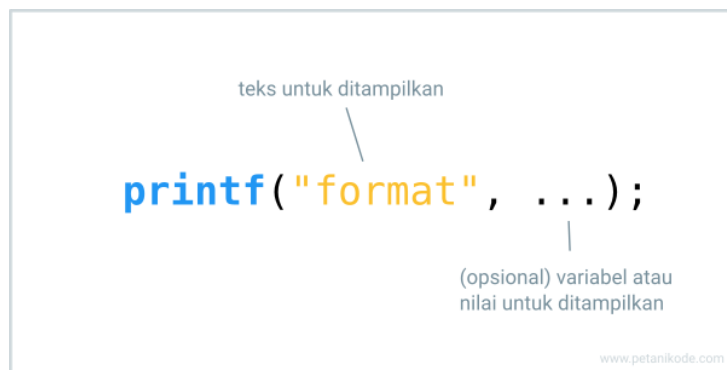 teks untuk ditampilkan
printf("format", ...);
(opsional) variabel atau
nilai untuk ditampilkan
www.petanikode.com